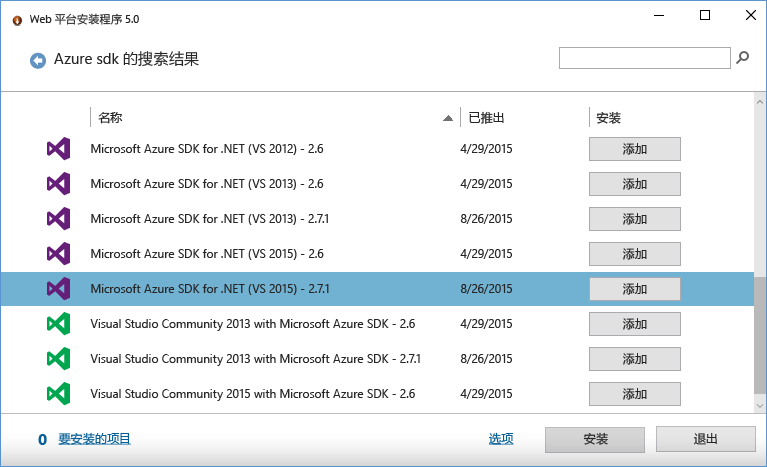 Web 平台安装程序 5.0
Azure sdk 的搜索结果
名称 已推出 安装
Microsoft Azure SDK for .NET (VS 2012) - 2.6 4/29/2015 添加
Microsoft Azure SDK for .NET (VS 2013) - 2.6 4/29/2015 添加
Microsoft Azure SDK for .NET (VS 2013) - 2.7.1 8/26/2015 添加
Microsoft Azure SDK for .NET (VS 2015) - 2.6 4/29/2015 添加
Microsoft Azure SDK for .NET (VS 2015) - 2.7.1 8/26/2015 添加
Visual Studio Community 2013 with Microsoft Azure SDK - 2.6 4/29/2015 添加
Visual Studio Community 2013 with Microsoft Azure SDK - 2.7.1 8/26/2015 添加
Visual Studio Community 2015 with Microsoft Azure SDK - 2.6 4/29/2015 添加
0 要安装的项目 选项 安装 退出